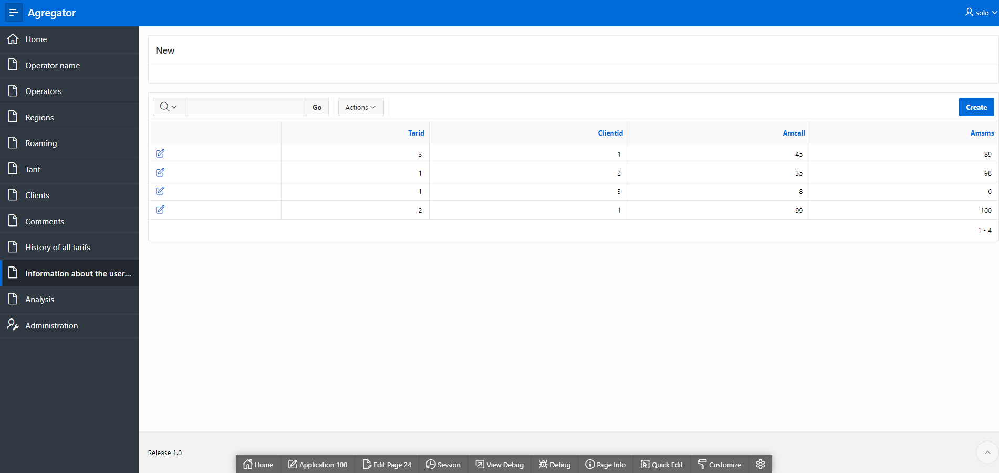 Agregator
solo
Home
Operator name
Operators
Regions
Roaming
Tarif
Clients
Comments
History of all tarifs
Information about the user...
Analysis
Administration
New
Go
Actions
Create
Tarid Clientid Amcall Amsms
3 1 45 89
1 2 35 98
1 3 8 6
2 1 99 100
1 - 4
Release 1.0
Home Application 100 Edit Page 24 Session View Debug Debug Page Info Quick Edit Customize